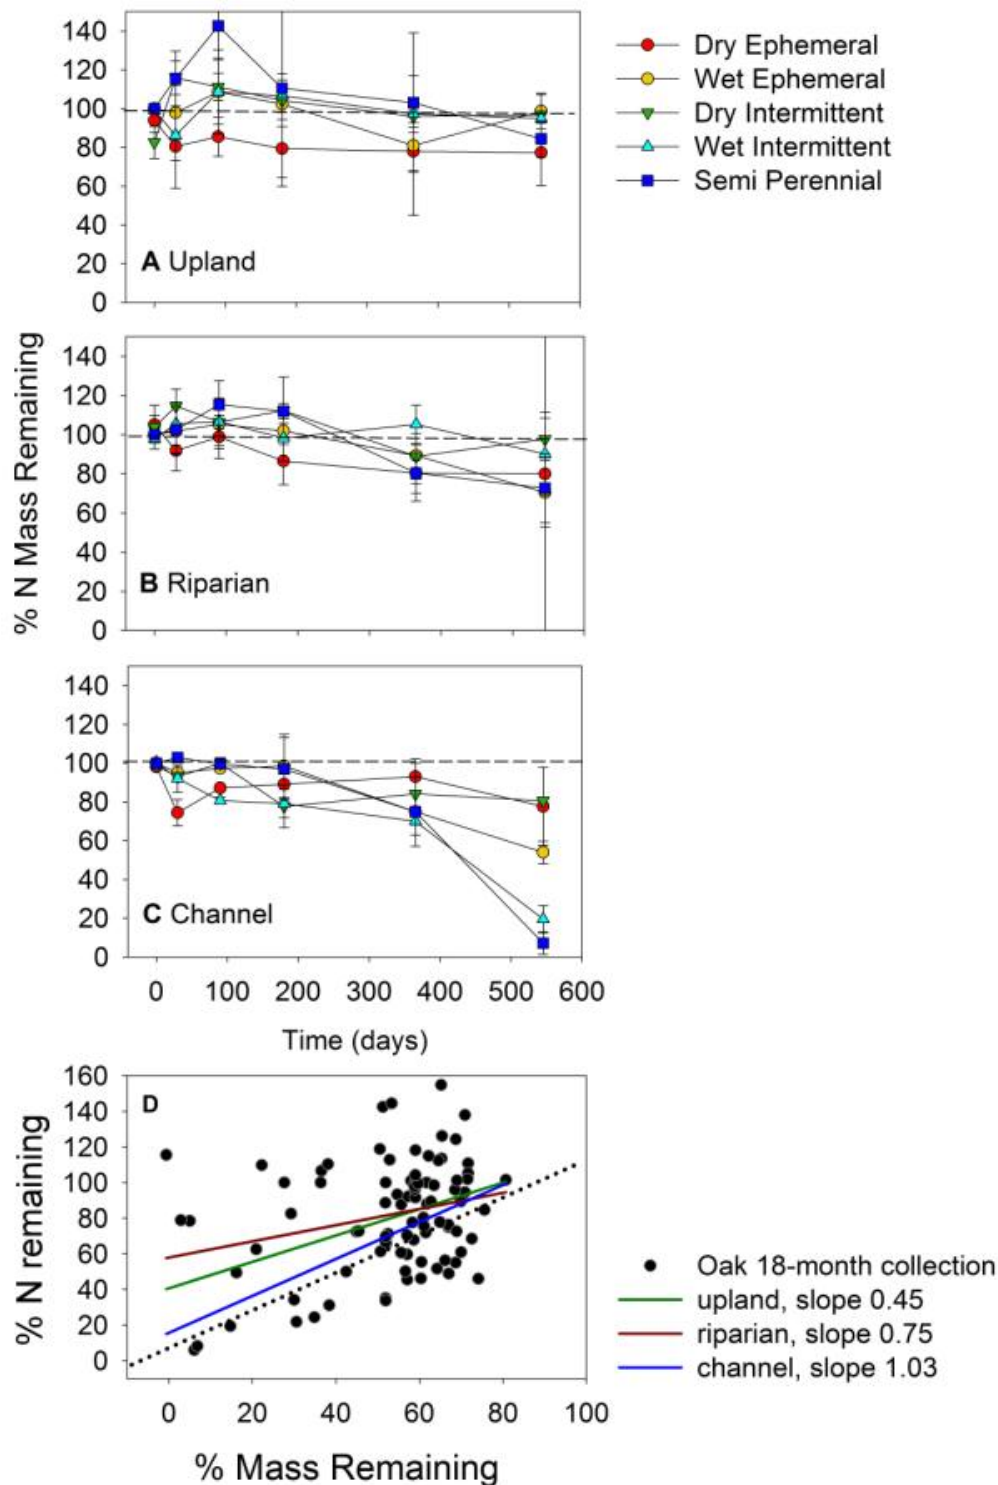 140
120
100
80
60
40
20
0
A Upland
Dry Ephemeral
Wet Ephemeral
Dry Intermittent
Wet Intermittent
Semi Perennial
% N Mass Remaining
140
120
100
80
60
40
20
0
B Riparian
140
120
100
80
60
40
20
0
C Channel
0 100 200 300 400 500 600
Time (days)
% N remaining
160
140
120
100
80
60
40
20
0
D
0 20 40 60 80 100
% Mass Remaining
Oak 18-month collection
upland, slope 0.45
riparian, slope 0.75
channel, slope 1.03